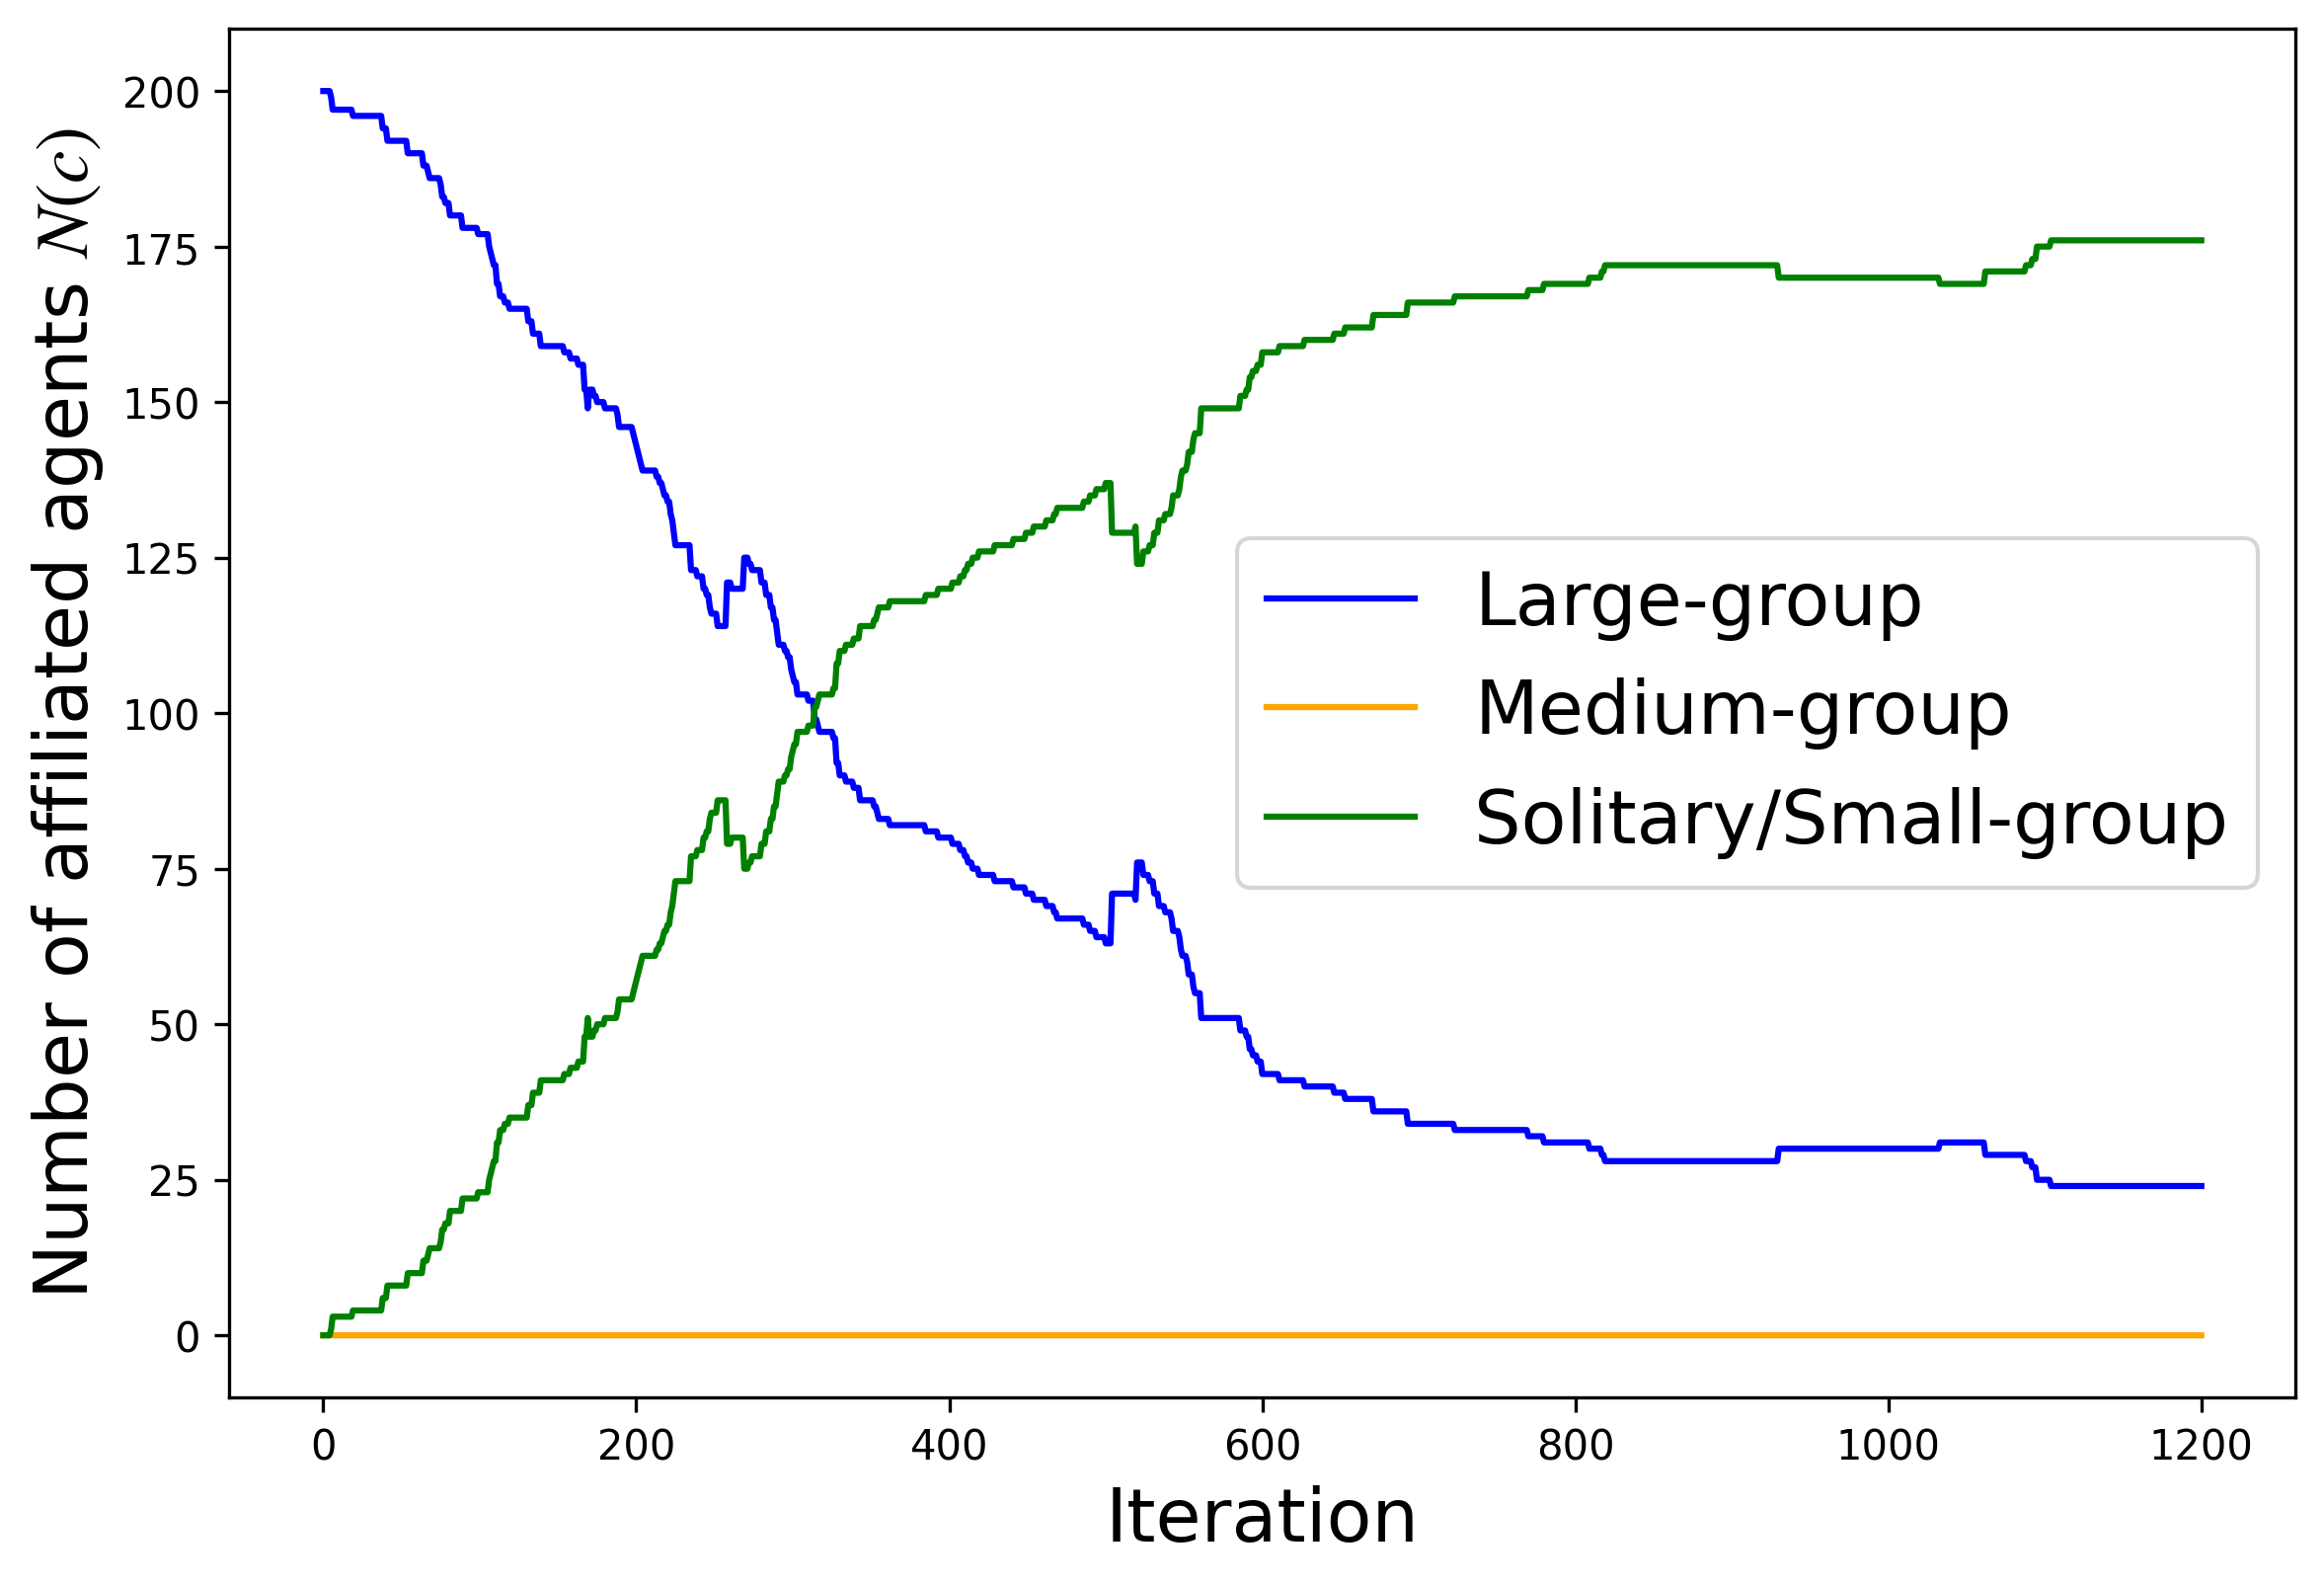 Number of affiliated agents N(c)
200
175
150
125
100
75
50
25
0
Large-group
Medium-group
Solitary/Small-group
0 200 400 600 800 1000 1200
Iteration